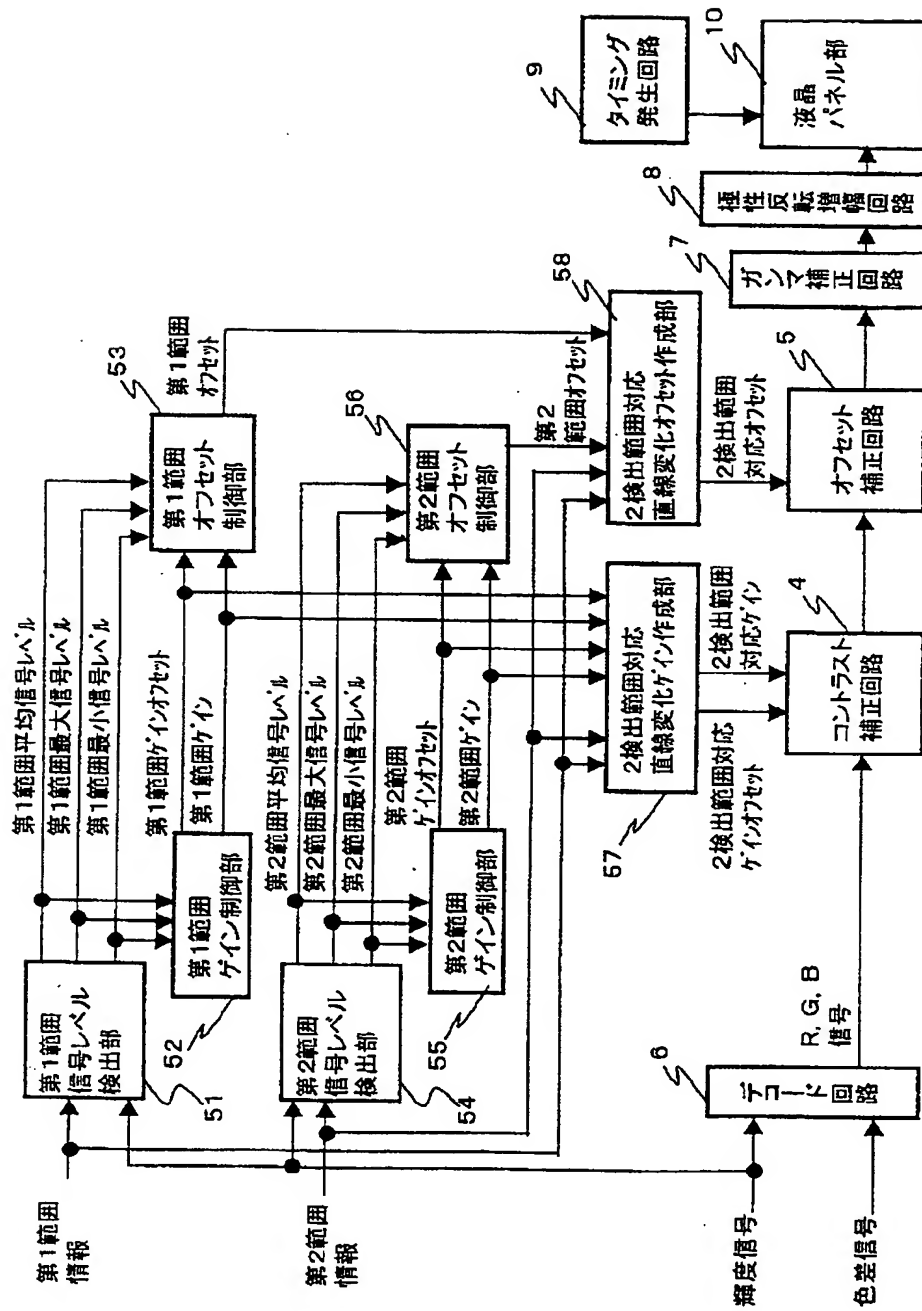 第1範囲
情報
第2範囲
情報
輝度信号
色差信号
第1範囲
信号レベル
検出部
51
第1範囲平均信号レベル
第1範囲最大信号レベル
第1範囲最小信号レベル
第1範囲
ゲイン制御部
52
第1範囲ゲインオフセット
第1範囲ゲイン
第1範囲
オフセット
制御部
53
第1範囲
オフセット
第2範囲
信号レベル
検出部
54
第2範囲平均信号レベル
第2範囲最大信号レベル
第2範囲最小信号レベル
第2範囲
ゲイン制御部
55
第2範囲
ゲインオフセット
第2範囲ゲイン
第2範囲
オフセット
制御部
56
第2
範囲オフセット
2検出範囲対応
直線変化ゲイン作成部
57
2検出範囲対応
ゲインオフセット
2検出範囲
対応ゲイン
2検出範囲対応
直線変化オフセット作成部
58
2検出範囲
対応オフセット
デコード回路
6
R, G, B
信号
コントラスト
補正回路
4
オフセット
補正回路
5
ガンマ補正回路
7
極性反転増幅回路
8
タイミング
発生回路
9
液晶
パネル部
10